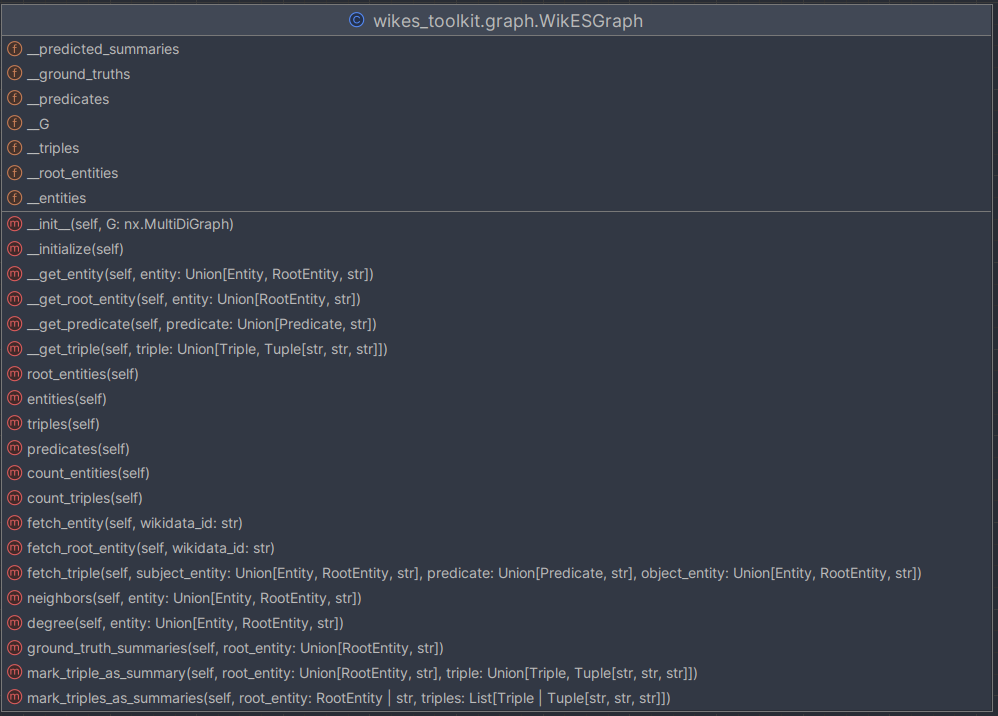 © wikes_toolkit.graph.WikESGraph
f __predicted_summaries
f __ground_truths
f __predicates
f __G
f __triples
f __root_entities
f __entities
m __init__(self, G: nx.MultiDiGraph)
m __initialize(self)
m __get_entity(self, entity: Union[Entity, RootEntity, str])
m __get_root_entity(self, entity: Union[RootEntity, str])
m __get_predicate(self, predicate: Union[Predicate, str])
m __get_triple(self, triple: Union[Triple, Tuple[str, str, str]])
m root_entities(self)
m entities(self)
m triples(self)
m predicates(self)
m count_entities(self)
m count_triples(self)
m fetch_entity(self, wikidata_id: str)
m fetch_root_entity(self, wikidata_id: str)
m fetch_triple(self, subject_entity: Union[Entity, RootEntity, str], predicate: Union[Predicate, str], object_entity: Union[Entity, RootEntity, str])
m neighbors(self, entity: Union[Entity, RootEntity, str])
m degree(self, entity: Union[Entity, RootEntity, str])
m ground_truth_summaries(self, root_entity: Union[RootEntity, str])
m mark_triple_as_summary(self, root_entity: Union[RootEntity, str], triple: Union[Triple, Tuple[str, str, str]])
m mark_triples_as_summaries(self, root_entity: RootEntity | str, triples: List[Triple | Tuple[str, str, str]])